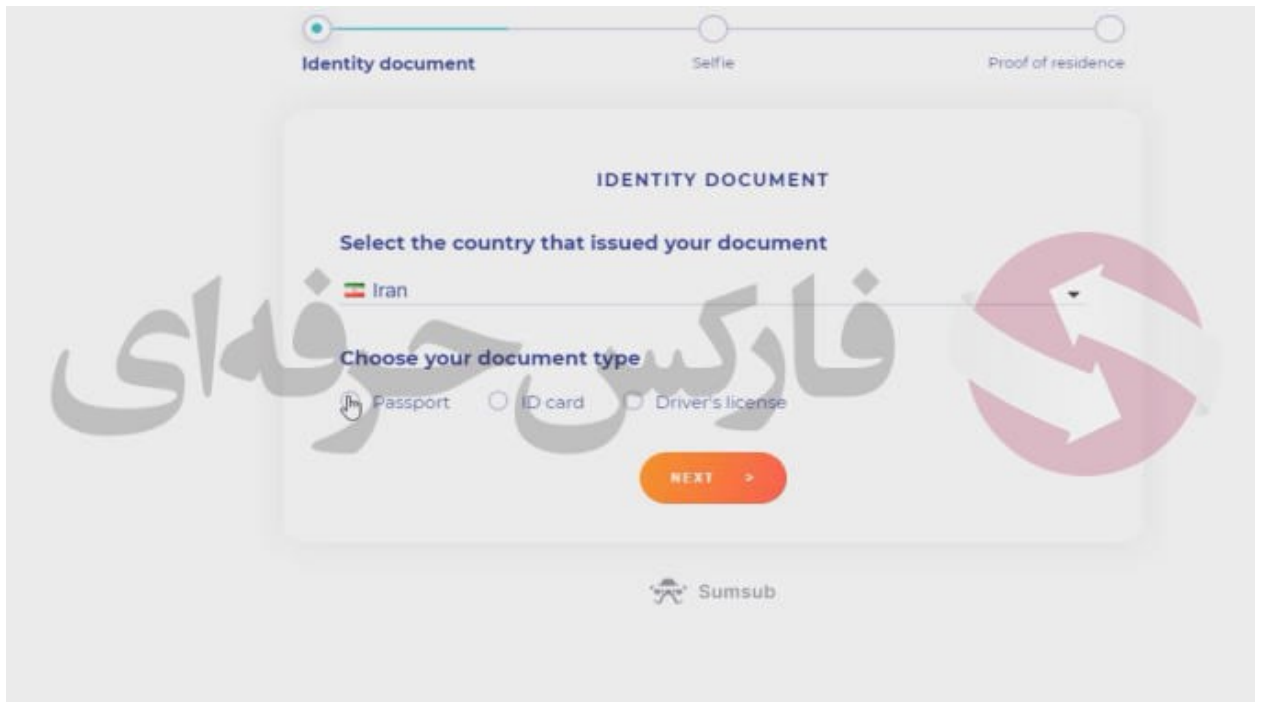 Identity document
Selfie
Proof of residence
IDENTITY DOCUMENT
Select the country that issued your document
Iran
فارکس حرفه‌ای
Choose your document type
Passport ID card Driver's license
NEXT >
Sumsub